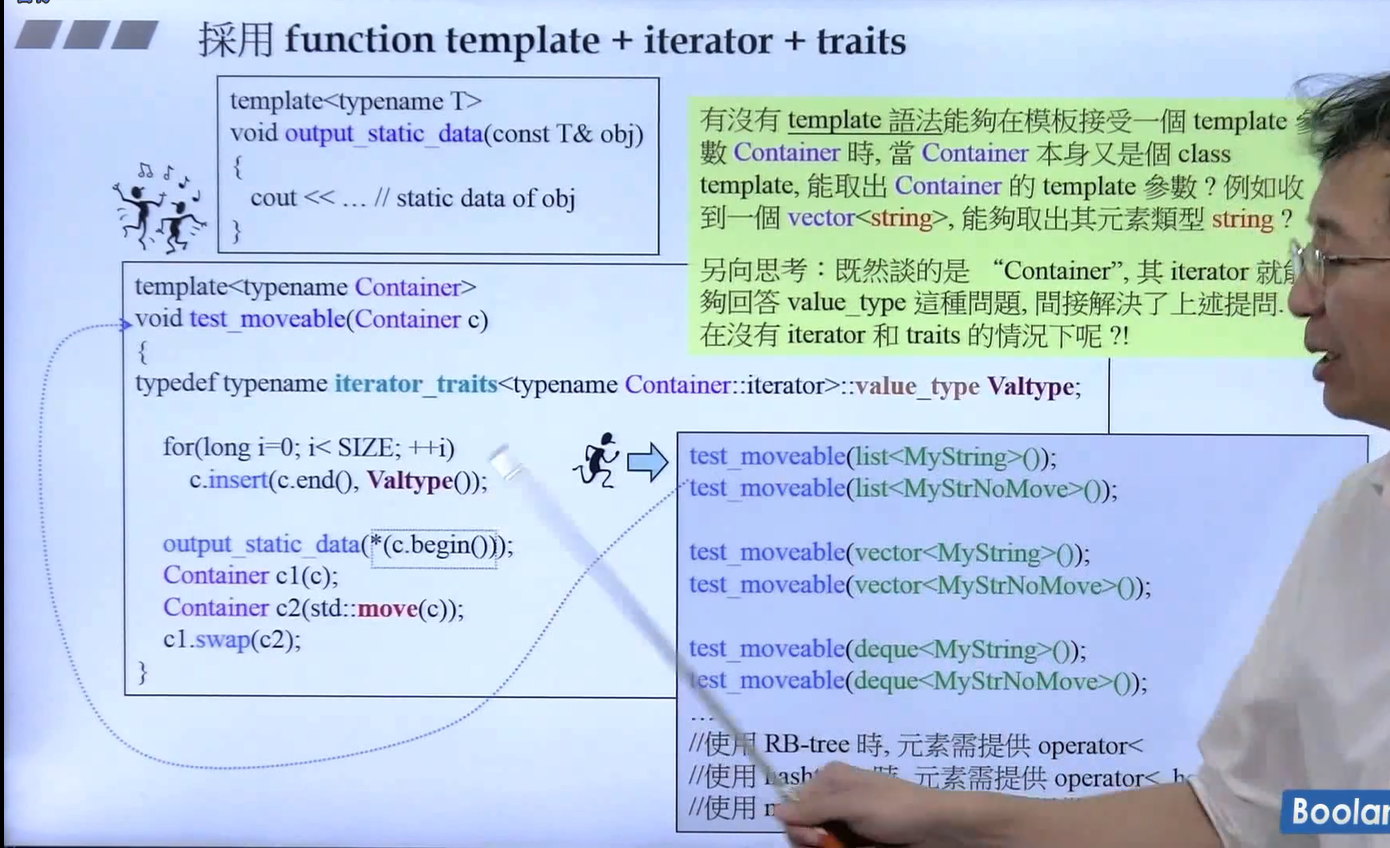 採用 function template + iterator + traits
template<typename T>
void output_static_data(const T& obj)
{
cout << … // static data of obj
}
有沒有 template 語法能夠在模板接受一個 template
數 Container 時, 當 Container 本身又是個 class
template, 能取出 Container 的 template 參數 ? 例如收
到一個 vector<string>, 能夠取出其元素類型 string ?
另向思考：既然談的是 “Container”, 其 iterator 就能
夠回答 value_type 這種問題, 間接解決了上述提問.
在沒有 iterator 和 traits 的情況下呢 ?!
template<typename Container>
void test_moveable(Container c)
{
typedef typename iterator_traits<typename Container::iterator>::value_type Valtype;
for(long i=0; i< SIZE; ++i)
c.insert(c.end(), Valtype());
output_static_data(*(c.begin()));
Container c1(c);
Container c2(std::move(c));
c1.swap(c2);
}
test_moveable(list<MyString>());
test_moveable(list<MyStrNoMove>());
test_moveable(vector<MyString>());
test_moveable(vector<MyStrNoMove>());
test_moveable(deque<MyString>());
test_moveable(deque<MyStrNoMove>());
…
//使用 RB-tree 時, 元素需提供 operator<
//使用 時, 元素需提供 operator<
//使用
Boolan